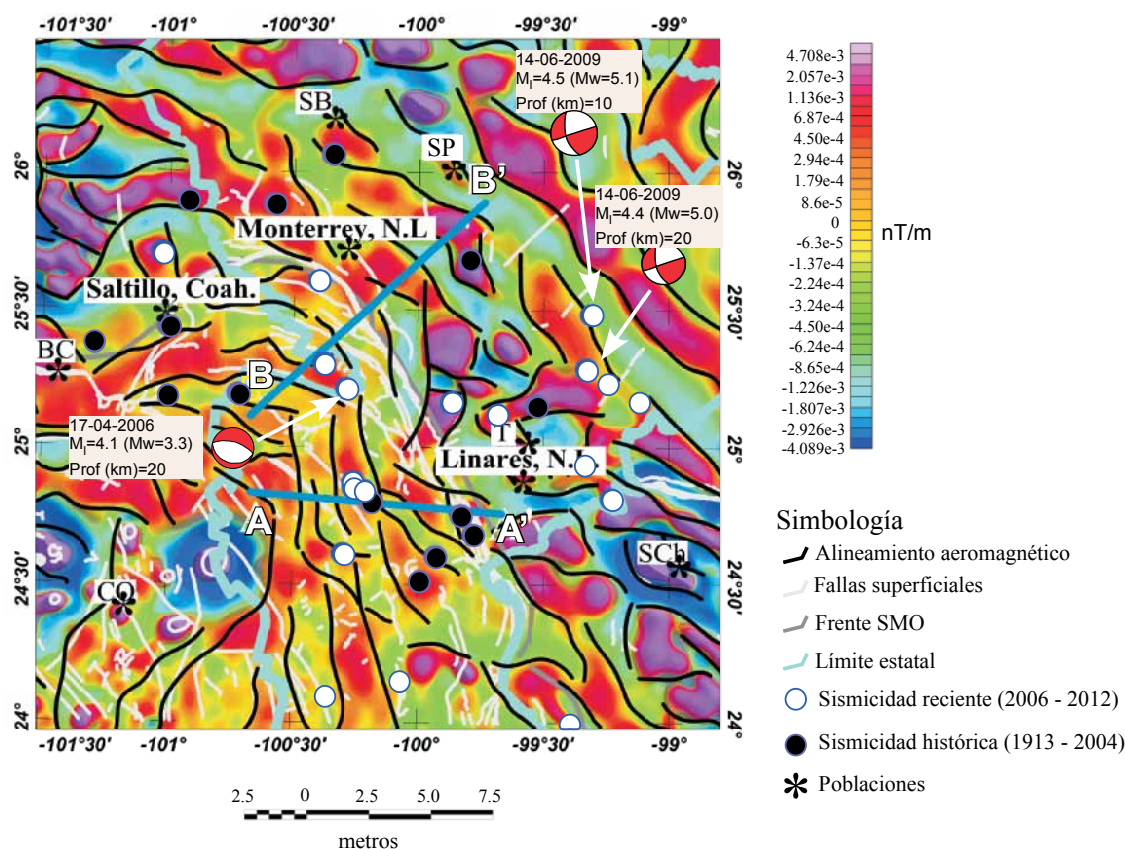 -101°30'
-101°
-100°30'
-100°
-99°30'
-99°
14-06-2009
Ml=4.5 (Mw=5.1)
Prof (km)=10
SB
SP
B'
26°
26°
14-06-2009
Ml=4.4 (Mw=5.0)
Prof (km)=20
Monterrey, N.L
Saltillo, Coah.
25°30'
25°30'
BC
B
17-04-2006
Ml=4.1 (Mw=3.3)
Prof (km)=20
25°
25°
T
Linares, N.L.
A
A'
SCh
CO
24°30'
24°30'
24°
24°
-101°30'
-101°
-100°30'
-100°
-99°30'
-99°
2.5 0 2.5 5.0 7.5
metros
4.708e-3
2.057e-3
1.136e-3
6.87e-4
4.50e-4
2.94e-4
1.79e-4
8.6e-5
0
-6.3e-5
-1.37e-4
-2.24e-4
-3.24e-4
-4.50e-4
-6.24e-4
-8.65e-4
-1.226e-3
-1.807e-3
-2.926e-3
-4.089e-3
nT/m
Simbología
Alineamiento aeromagnético
Fallas superficiales
Frente SMO
Límite estatal
Sismicidad reciente (2006 - 2012)
Sismicidad histórica (1913 - 2004)
Poblaciones